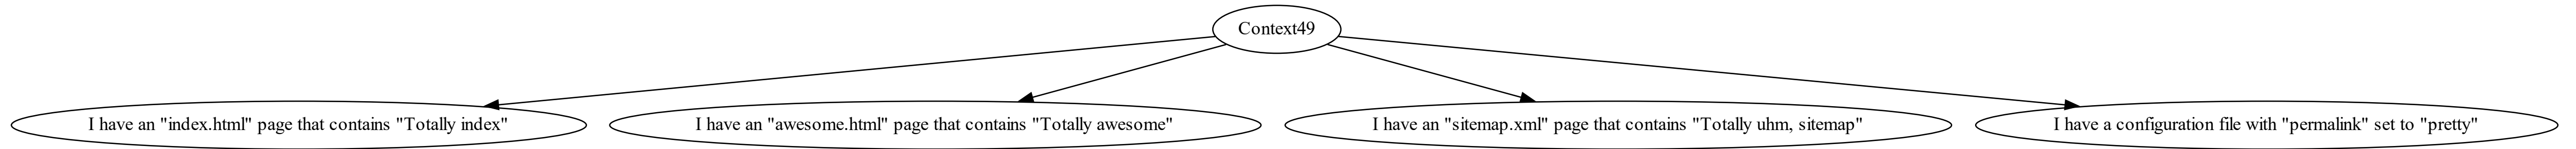 Context49
I have an "index.html" page that contains "Totally index"
I have an "awesome.html" page that contains "Totally awesome"
I have an "sitemap.xml" page that contains "Totally uhm, sitemap"
I have a configuration file with "permalink" set to "pretty"